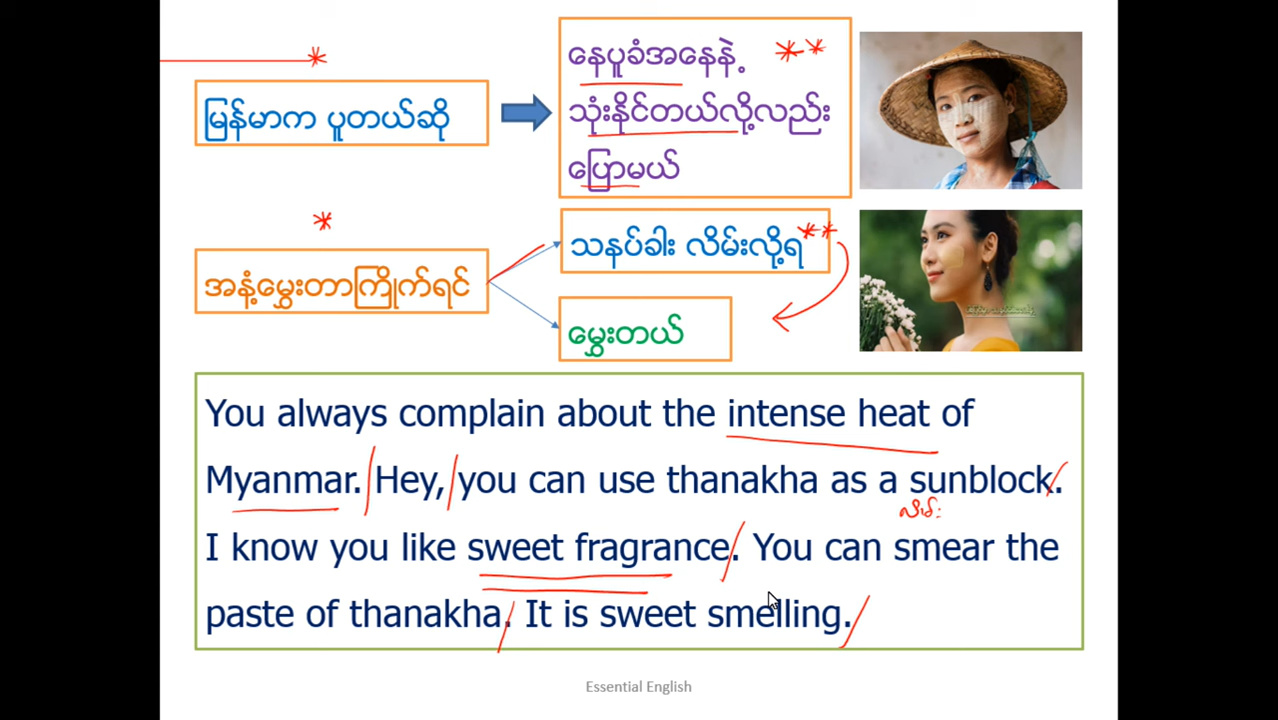 မြန်မာက ပူတယ်ဆို
နေပူခံအနေနဲ့
သုံးနိုင်တယ်လို့လည်း
ပြောမယ်
အနံ့မွှေးတာကြိုက်ရင်
သနပ်ခါး လိမ်းလို့ရ
မွှေးတယ်
You always complain about the intense heat of
Myanmar. Hey, you can use thanakha as a sunblock.
လိမ်း
I know you like sweet fragrance. You can smear the
paste of thanakha. It is sweet smelling.
Essential English